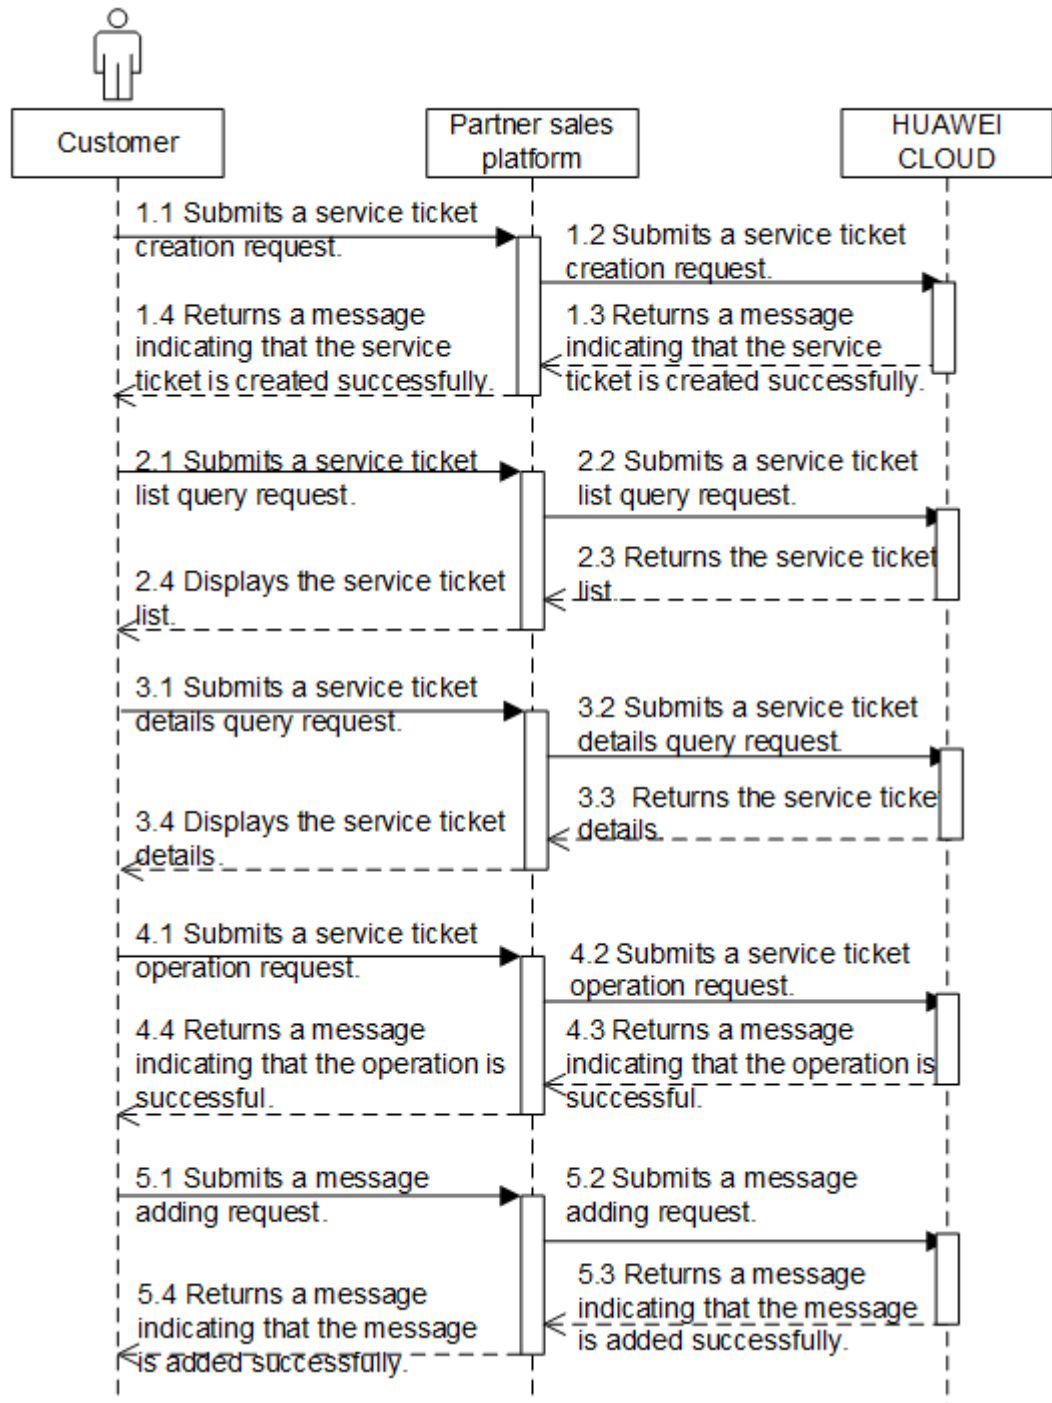 Customer
Partner sales
platform
HUAWEI
CLOUD
1.1 Submits a service ticket
creation request.
1.2 Submits a service ticket
creation request.
1.4 Returns a message
indicating that the service
ticket is created successfully.
1.3 Returns a message
indicating that the service
ticket is created successfully.
2.1 Submits a service ticket
list query request.
2.2 Submits a service ticket
list query request.
2.4 Displays the service ticket
list.
2.3 Returns the service ticket
list.
3.1 Submits a service ticket
details query request.
3.2 Submits a service ticket
details query request.
3.4 Displays the service ticket
details.
3.3 Returns the service ticke
details.
4.1 Submits a service ticket
operation request.
4.2 Submits a service ticket
operation request.
4.4 Returns a message
indicating that the operation is
successful.
4.3 Returns a message
indicating that the operation is
successful.
5.1 Submits a message
adding request.
5.2 Submits a message
adding request.
5.4 Returns a message
indicating that the message
is added successfully.
5.3 Returns a message
indicating that the message
is added successfully.